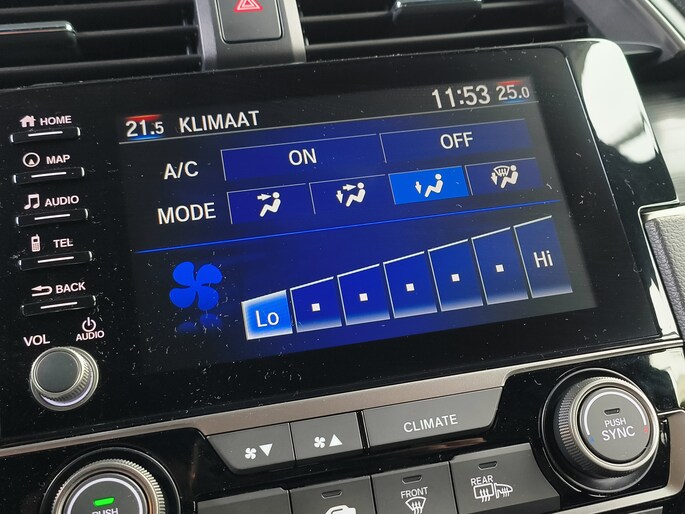 HOME
MAP
AUDIO
TEL
BACK
VOL
AUDIO
21.5 KLIMAAT 11:53 25.0
A/C ON OFF
MODE
Lo Hi
CLIMATE
PUSH
SYNC
PUSH
FRONT
REAR